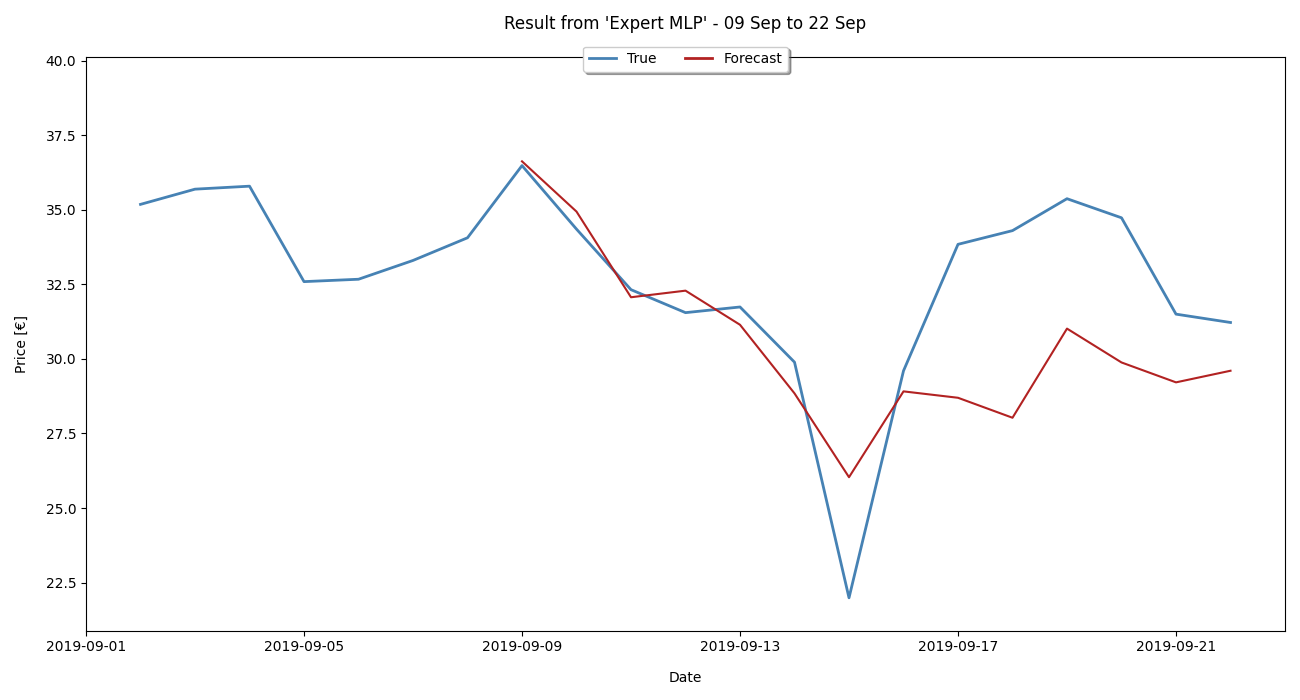 Result from 'Expert MLP' - 09 Sep to 22 Sep
True Forecast
40.0
37.5
35.0
32.5
30.0
27.5
25.0
22.5
Price [€]
2019-09-01 2019-09-05 2019-09-09 2019-09-13 2019-09-17 2019-09-21
Date